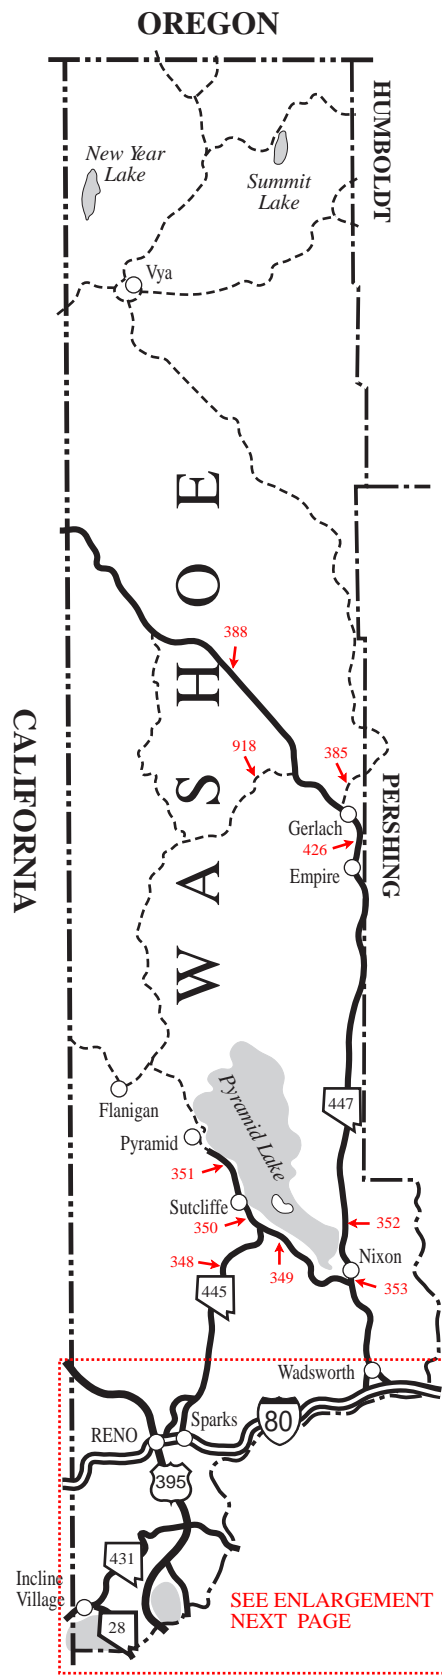 OREGON
HUMBOLDT
New Year
Lake
Summit
Lake
Vya
WASHOE
388
918
385
CALIFORNIA
PERSHING
Gerlach
426
Empire
Flanigan
Pyramid Lake
447
Pyramid
351
Sutcliffe
350
352
348
349
Nixon
353
445
Wadsworth
80
Sparks
RENO
395
431
Incline
Village
28
SEE ENLARGEMENT
NEXT PAGE